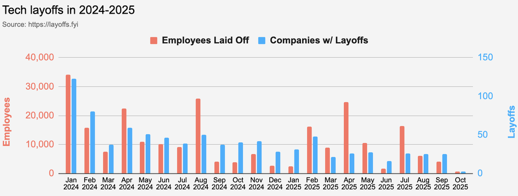 Tech layoffs in 2024-2025
Source: https://layoffs.fyi
Employees Laid Off Companies w/ Layoffs
40,000 150
30,000
100
20,000
50
10,000
0 0
Employees
Layoffs
Jan Feb Mar Apr May Jun Jul Aug Sep Oct Nov Dec Jan Feb Mar Apr May Jun Jul Aug Sep Oct
2024 2024 2024 2024 2024 2024 2024 2024 2024 2024 2024 2024 2025 2025 2025 2025 2025 2025 2025 2025 2025 2025